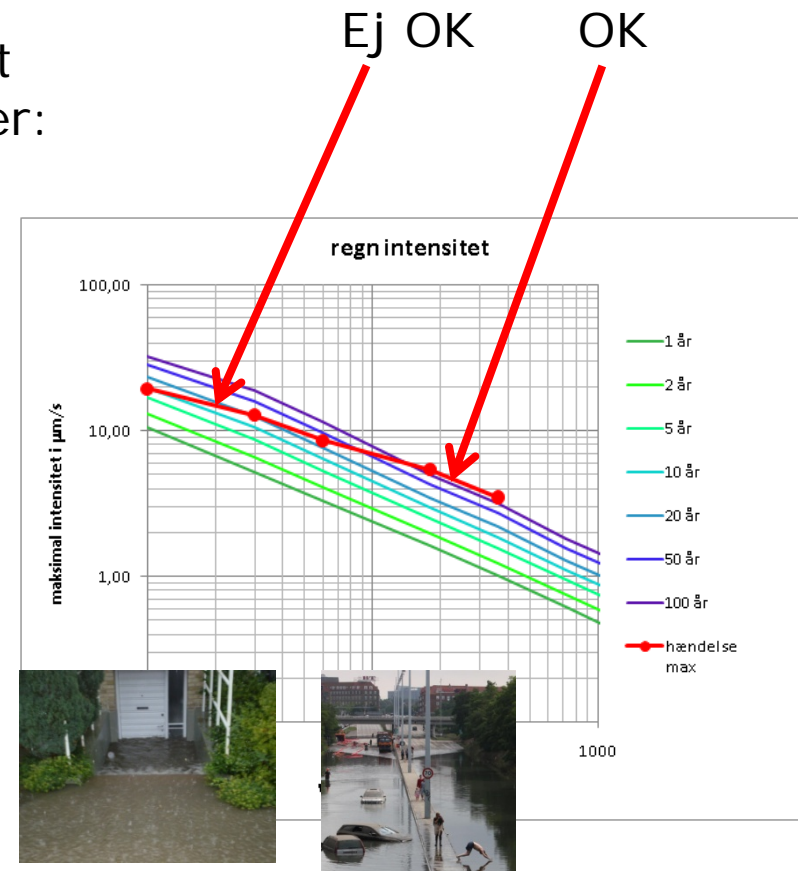 Ej OK
OK
t
er:
regn intensitet
100,00
10,00
1,00
maksimal intensitet i µm/s
1000
1 år
2 år
5 år
10 år
20 år
50 år
100 år
hændelse
max